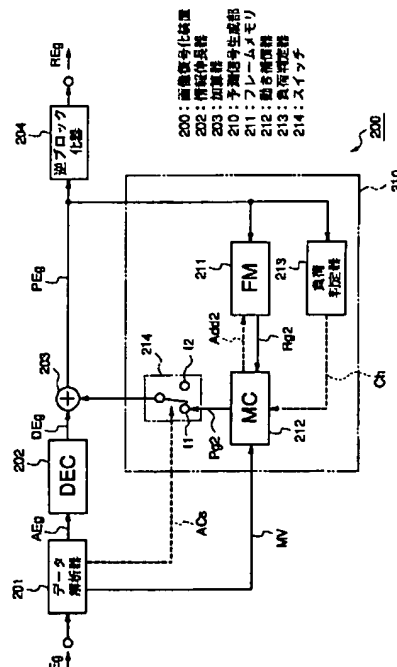 200：画像復号化装置
202：情報伸長器
203：加算器
210：予測信号生成部
211：フレームメモリ
212：動き補償器
213：負荷判定器
214：スイッチ
200
REg
204
逆ブロック
化器
PEg
203
DEg
202
DEC
AEg
201
データ
解析器
Eg
210
214
I1
I2
ACs
Pg2
MC
212
Add2
Rg2
211
FM
213
負荷
判定器
Ch
MV